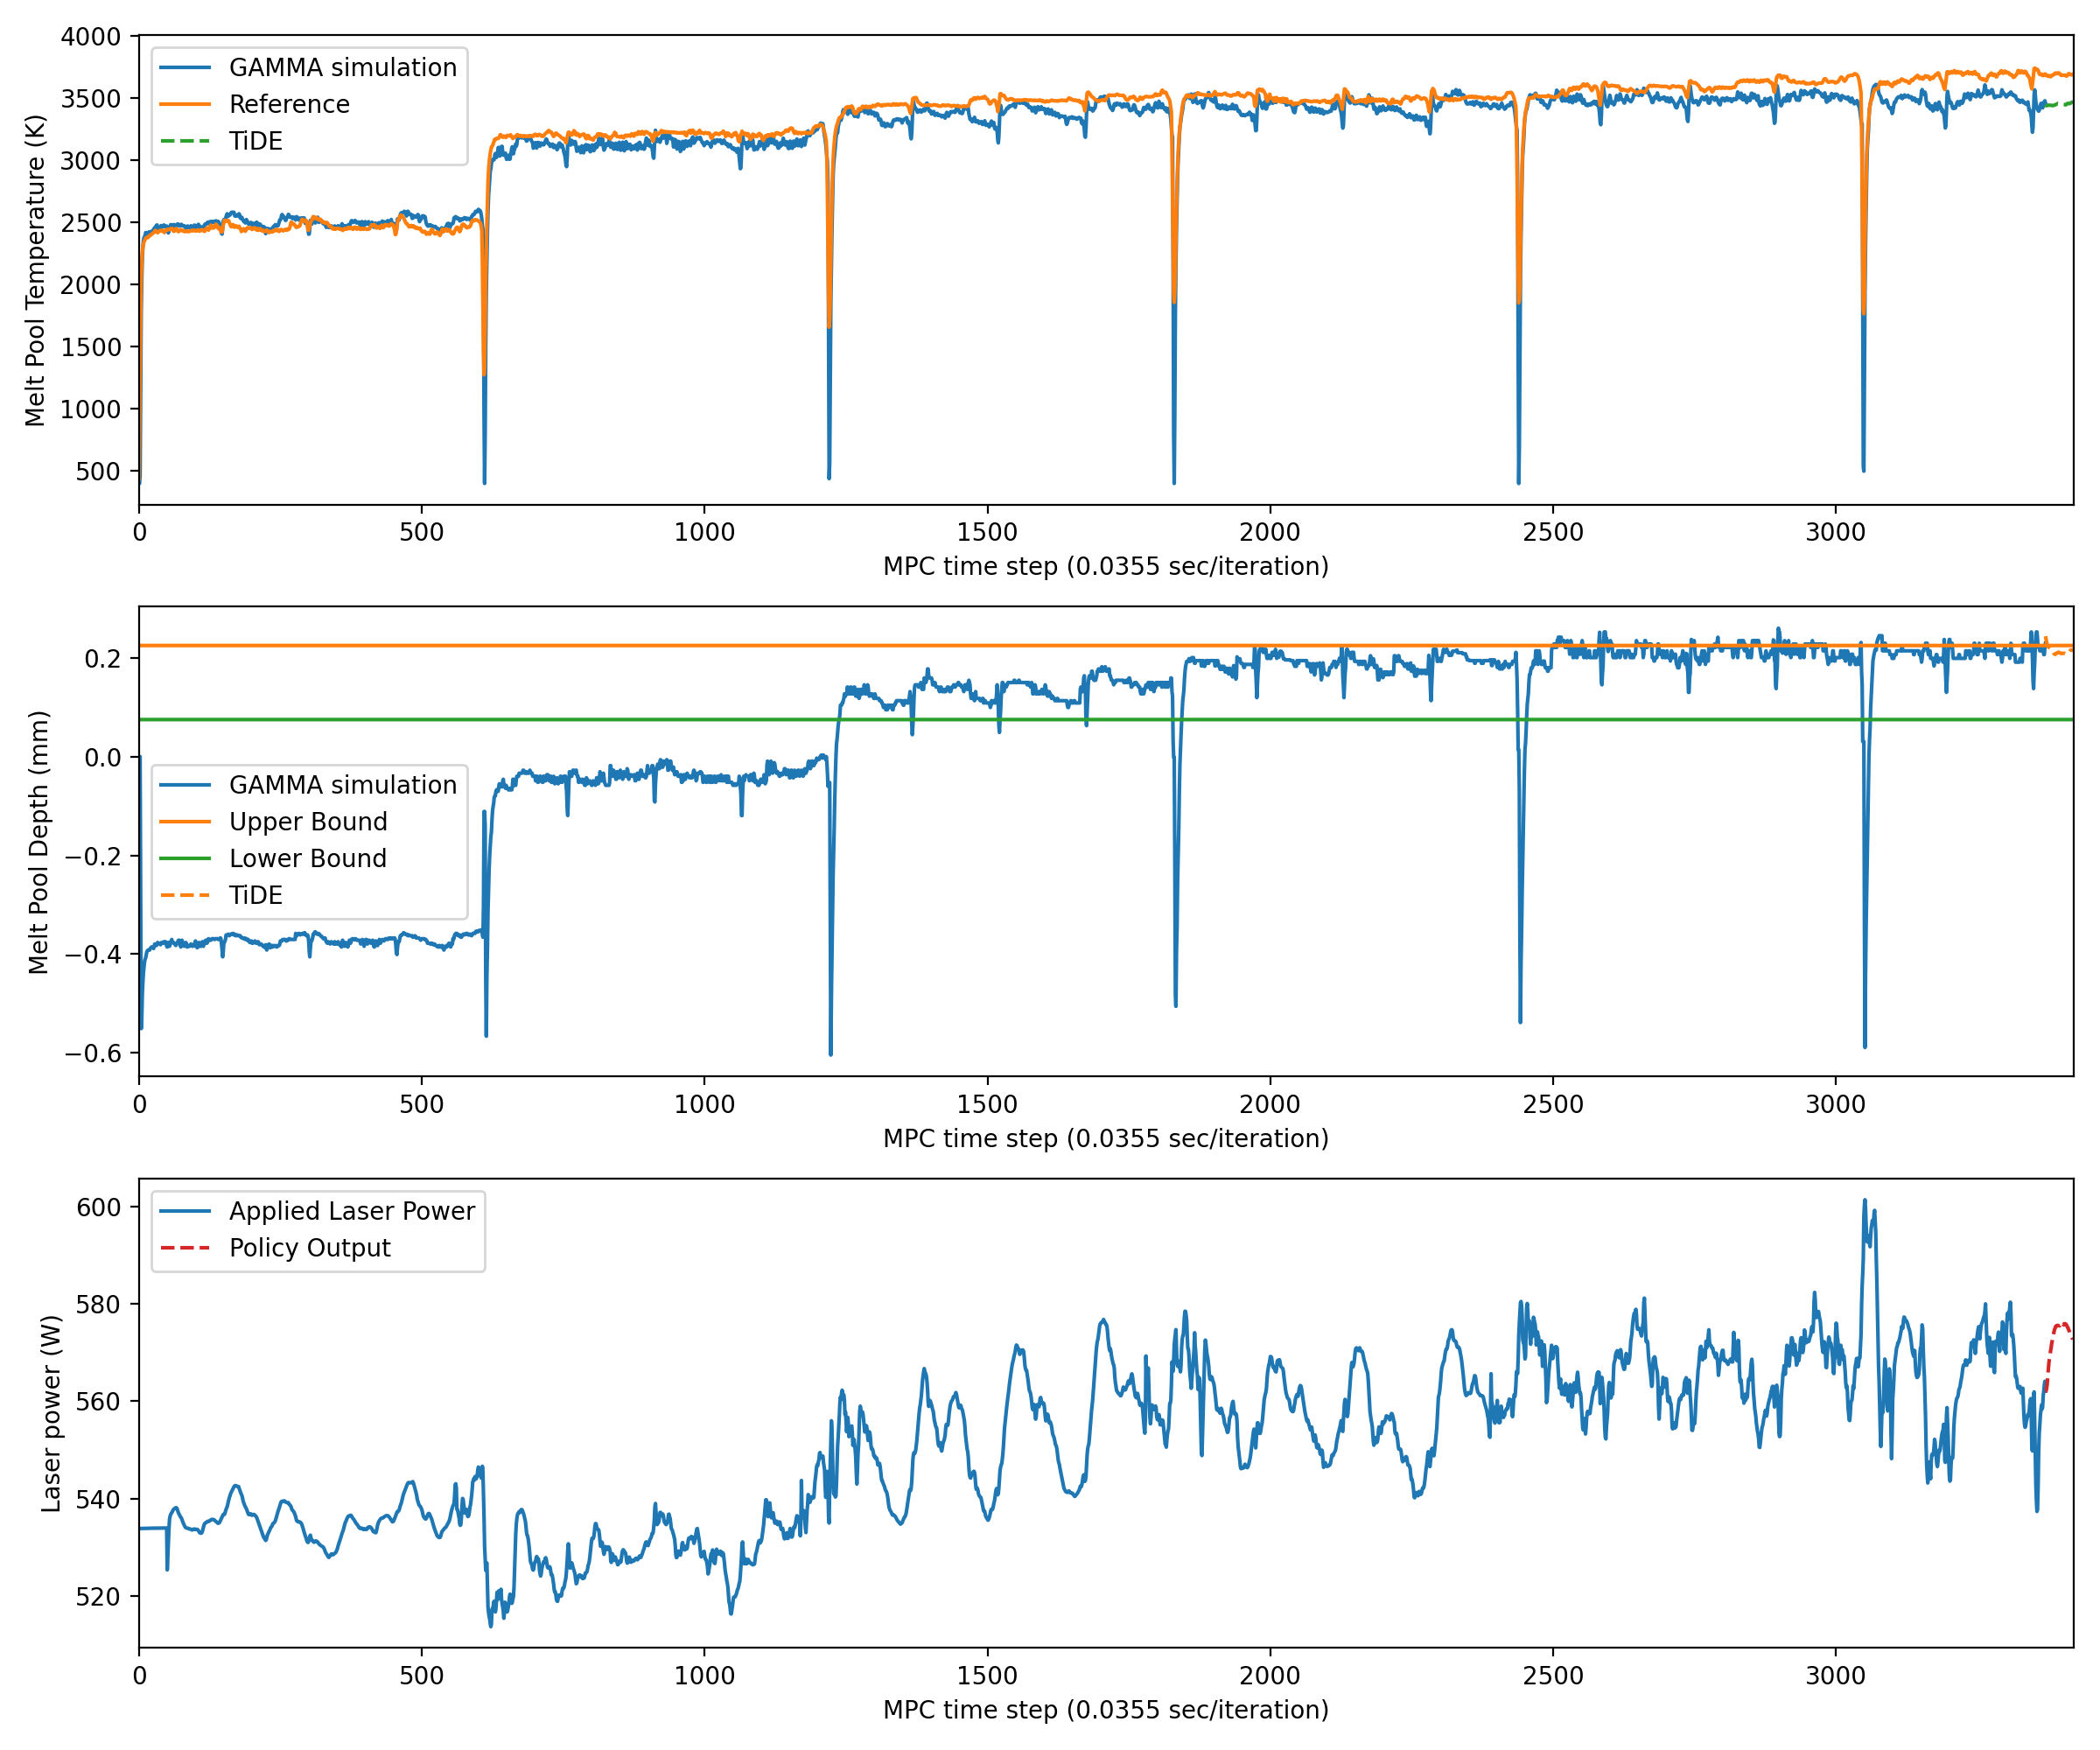 4000
3500
3000
2500
2000
1500
1000
500
Melt Pool Temperature (K)
GAMMA simulation
Reference
TiDE
0 500 1000 1500 2000 2500 3000
MPC time step (0.0355 sec/iteration)
0.2
0.0
−0.2
−0.4
−0.6
Melt Pool Depth (mm)
GAMMA simulation
Upper Bound
Lower Bound
TiDE
0 500 1000 1500 2000 2500 3000
MPC time step (0.0355 sec/iteration)
600
580
560
540
520
Laser power (W)
Applied Laser Power
Policy Output
0 500 1000 1500 2000 2500 3000
MPC time step (0.0355 sec/iteration)